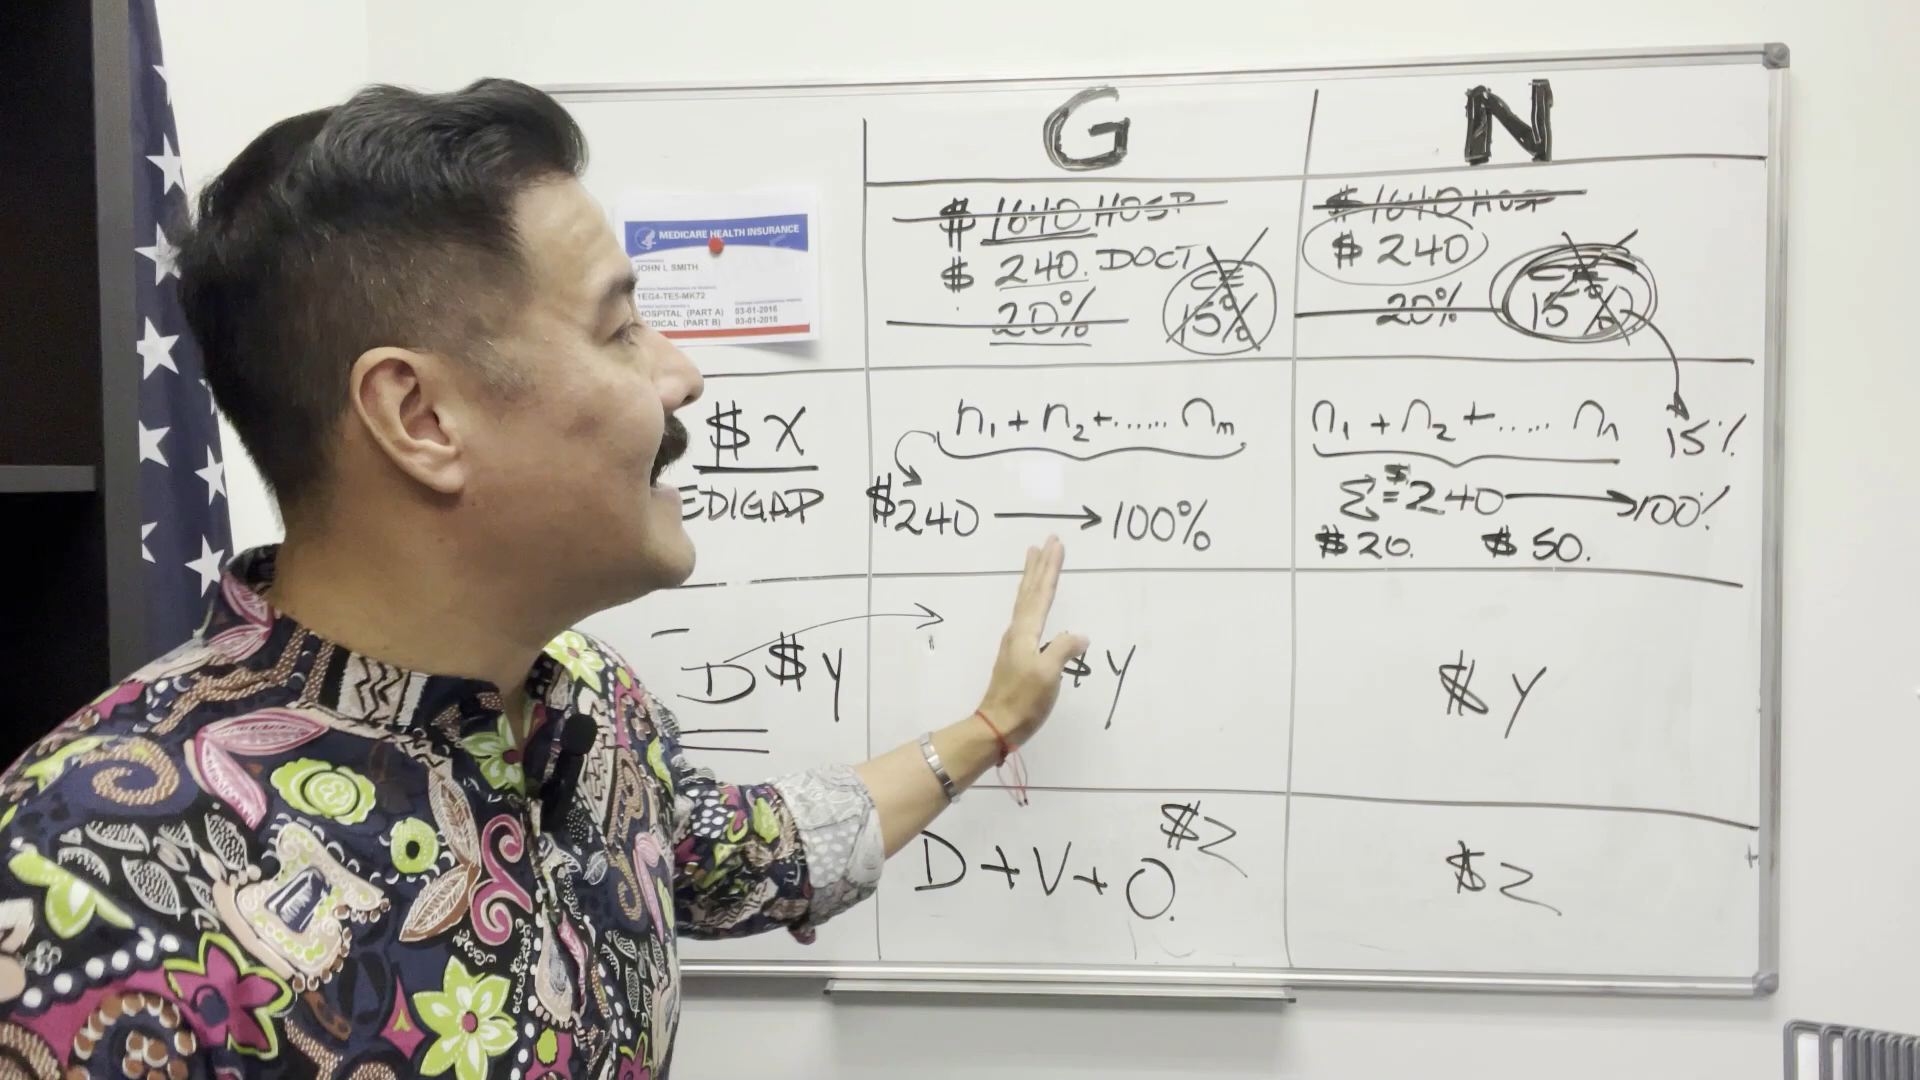 G
N
MEDICARE HEALTH INSURANCE
JOHN L SMITH
1EG4-TE5-MK72
HOSPITAL (PART A) 03-01-2016
MEDICAL (PART B) 03-01-2016
$ 1640 HOSP
$ 240. DOCT
20%
15%
$ 1640 HOSP
$ 240
20%
15%
$ X
EDIGAP
n1 + n2 +...... nm
$240 → 100%
n1 + n2 +..... nn 15%
Σ=$240 → 100%
$20. $50.
D $ y
$ y
$ y
D+V+O. $z
$z